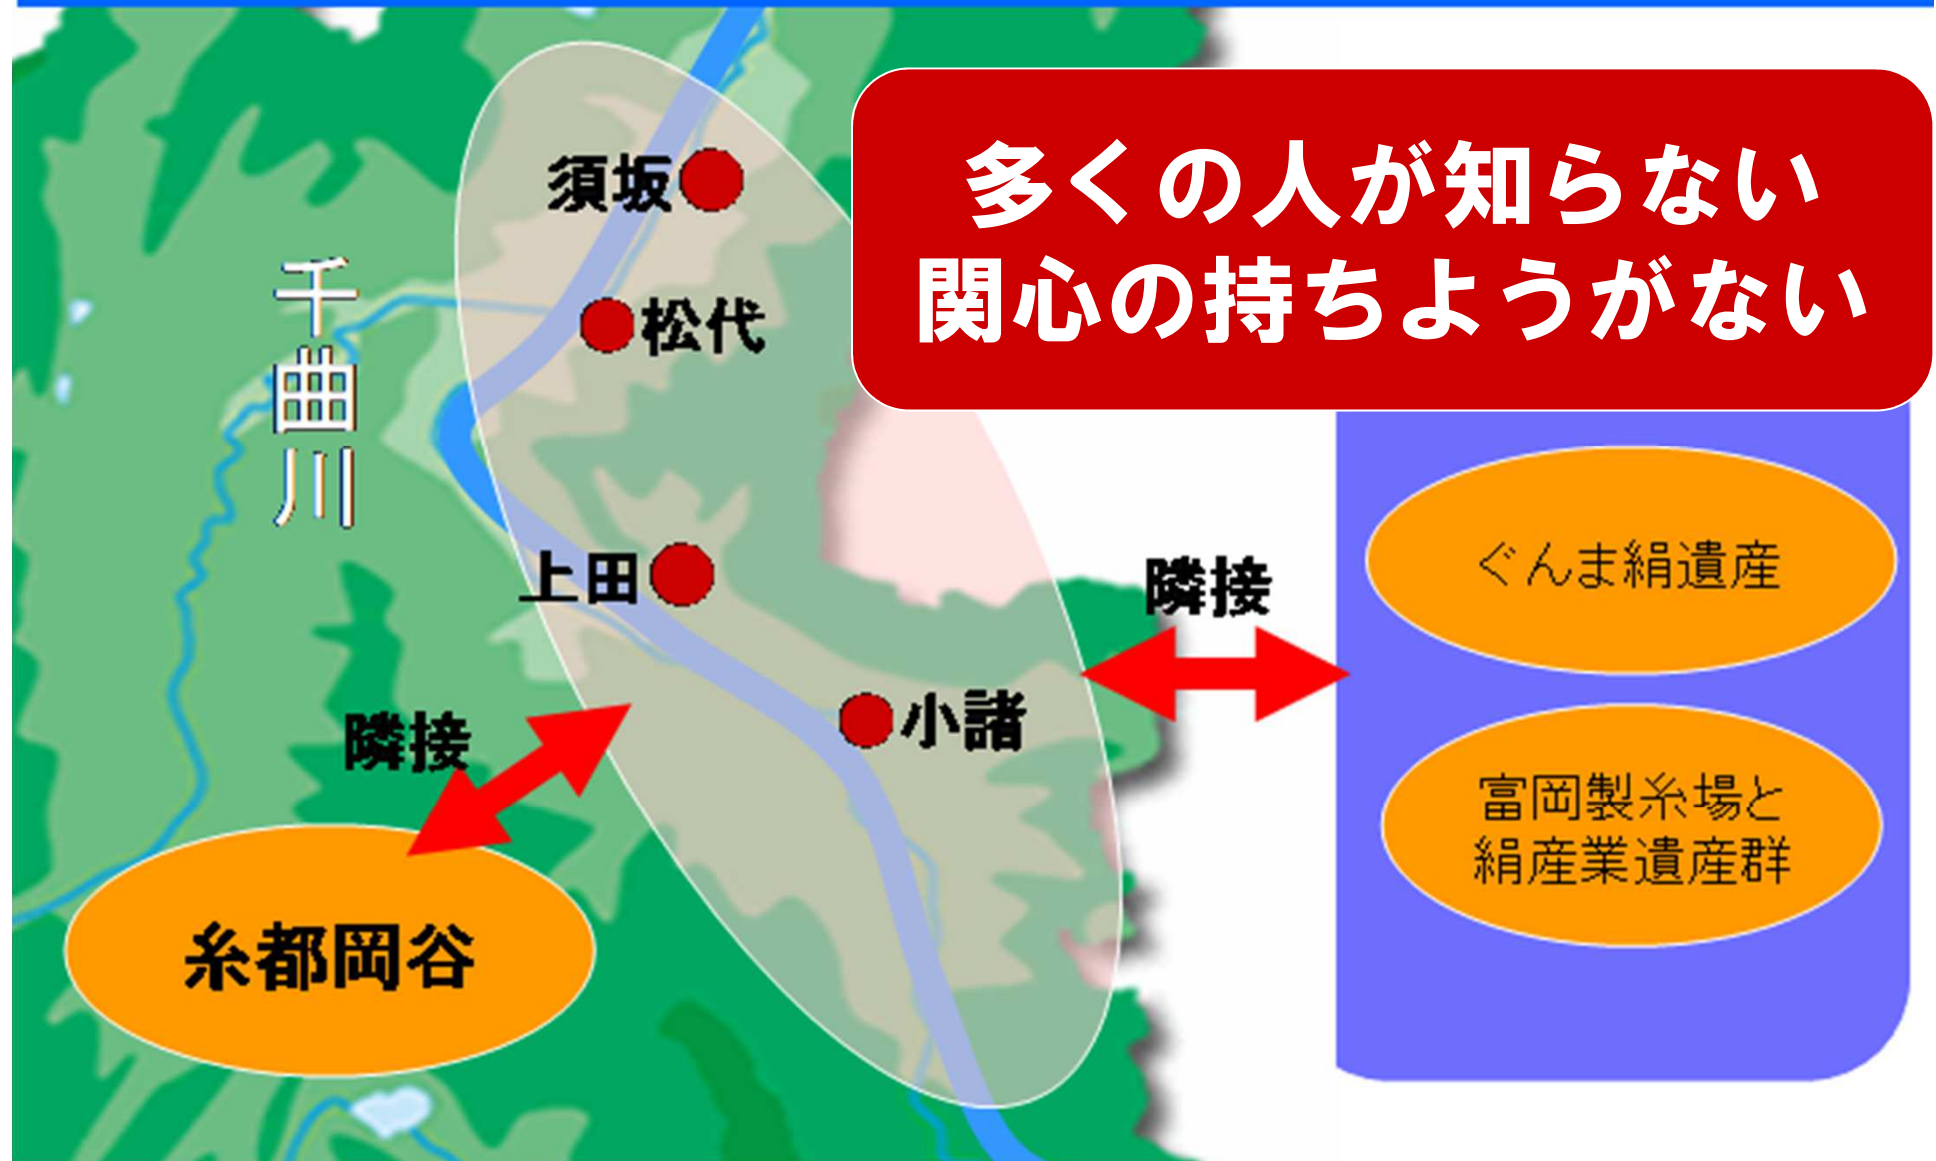 多くの人が知らない
関心の持ちようがない
須坂
松代
千曲川
上田
小諸
隣接
隣接
糸都岡谷
ぐんま絹遺産
富岡製糸場と
絹産業遺産群